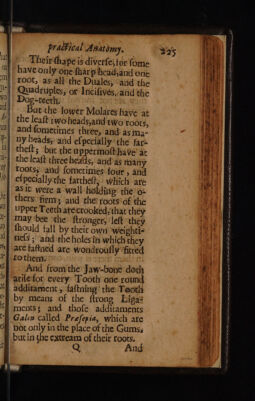 practical Anatomy. 225
Their shape is diverse, for some
have only one sharp head, and one
root, as all the Duales, and the
Quadruples, or Incisives, and the
Dog-teeth.
But the lower Molares have at
the least two heads, and two roots,
and sometimes three, and as ma-
ny heads, and especially the far-
thest; but the uppermost have at
the least three heads, and as many
roots, and sometimes four, and
especially the farthest, which are
as it were a wall holding the o-
thers firm; and the roots of the
upper Teeth are crooked, that they
may bee the stronger, lest they
should fall by their own weighti-
ness; and the holes in which they
are fastned are wondrously fitted
to them.
And from the Jaw-bone doth
arise for every Tooth one round
additament, fastning the Tooth
by means of the strong Liga-
ments; and those additaments
Galen called Præsepia, which are
not only in the place of the Gums,
but in the extream of their roots.
Q And